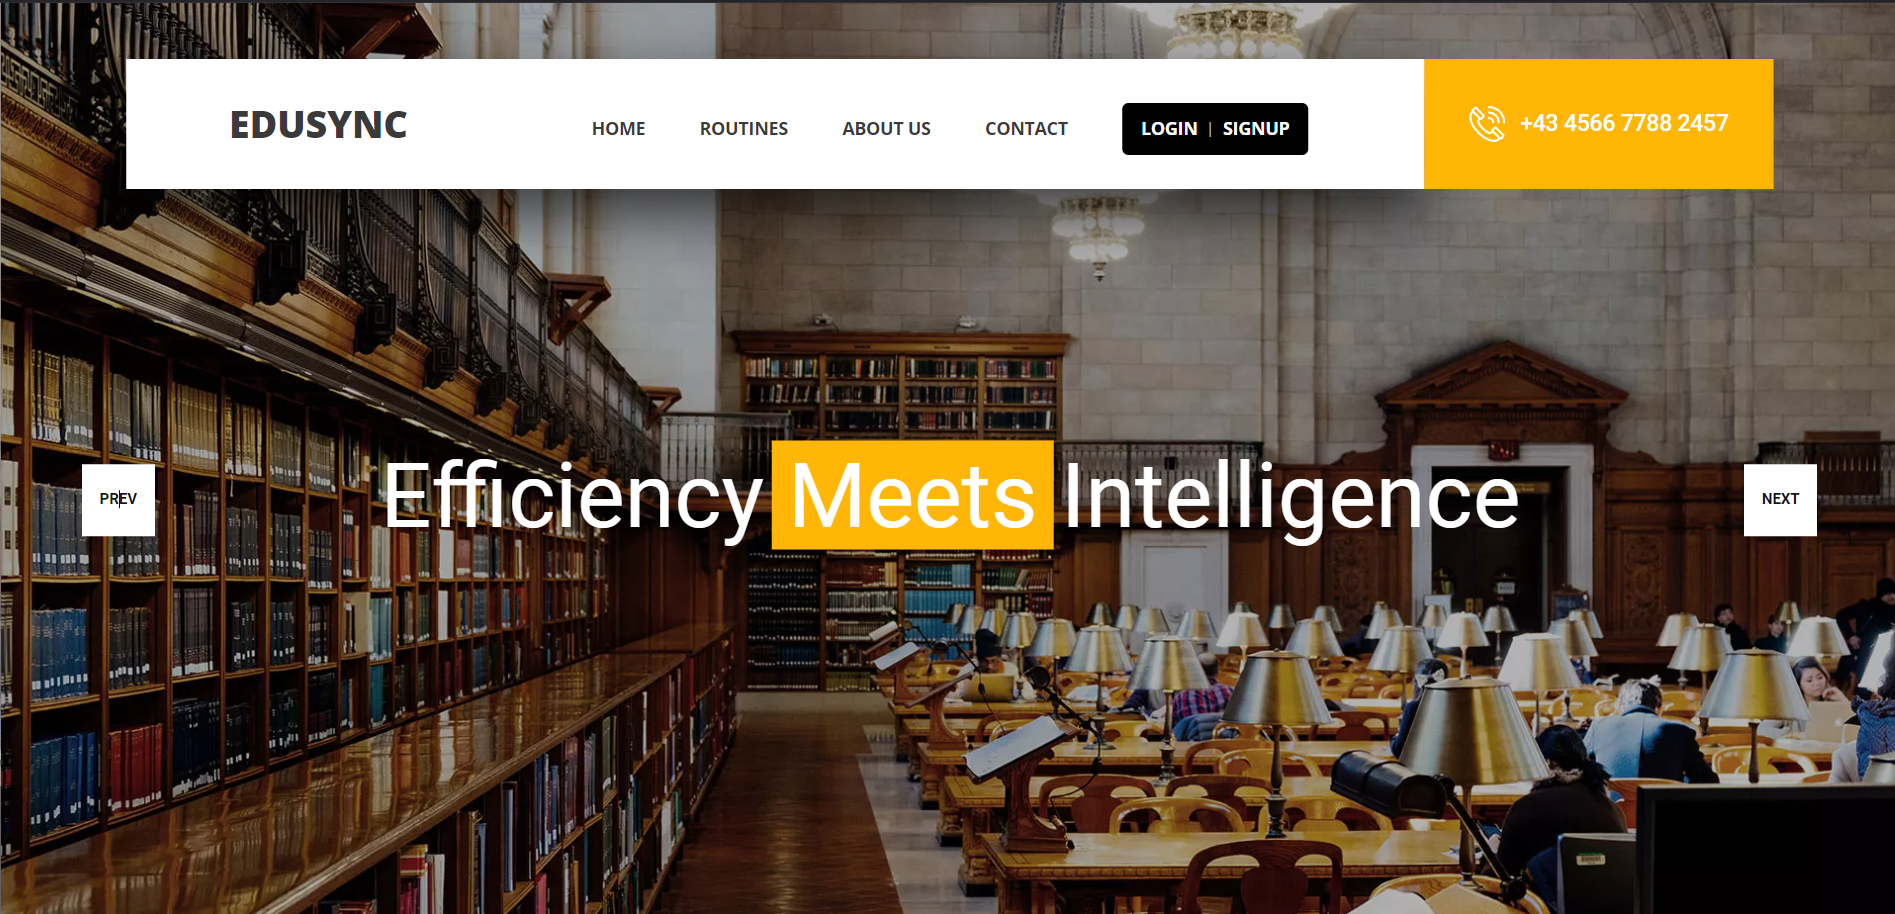 EDUSYNC
HOME ROUTINES ABOUT US CONTACT LOGIN | SIGNUP
+43 4566 7788 2457
PREV
Efficiency Meets Intelligence
NEXT